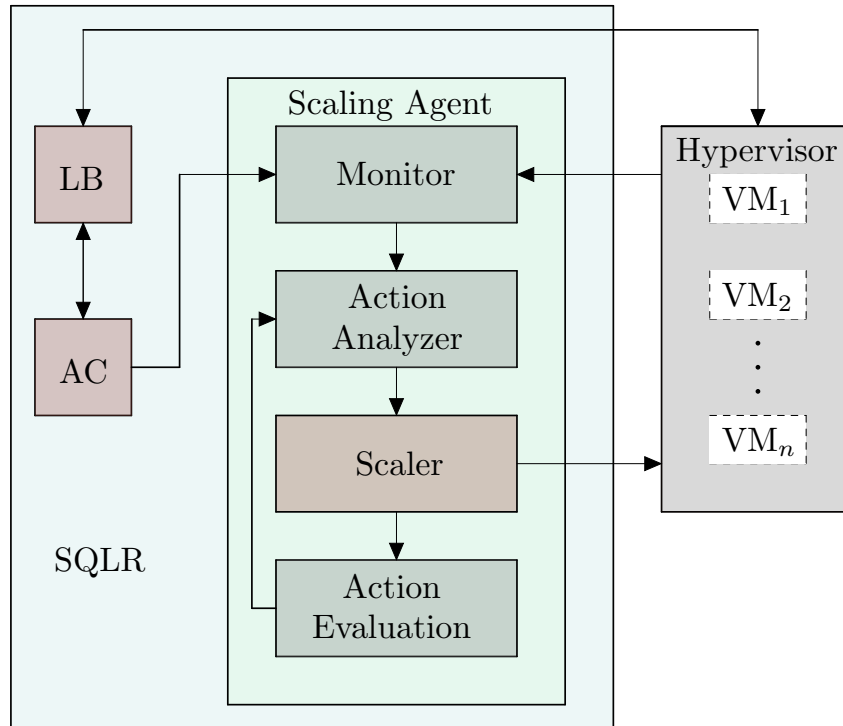 Scaling Agent
LB
Monitor
Hypervisor
VM₁
Action
Analyzer
VM₂
AC
Scaler
VMₙ
SQLR
Action
Evaluation